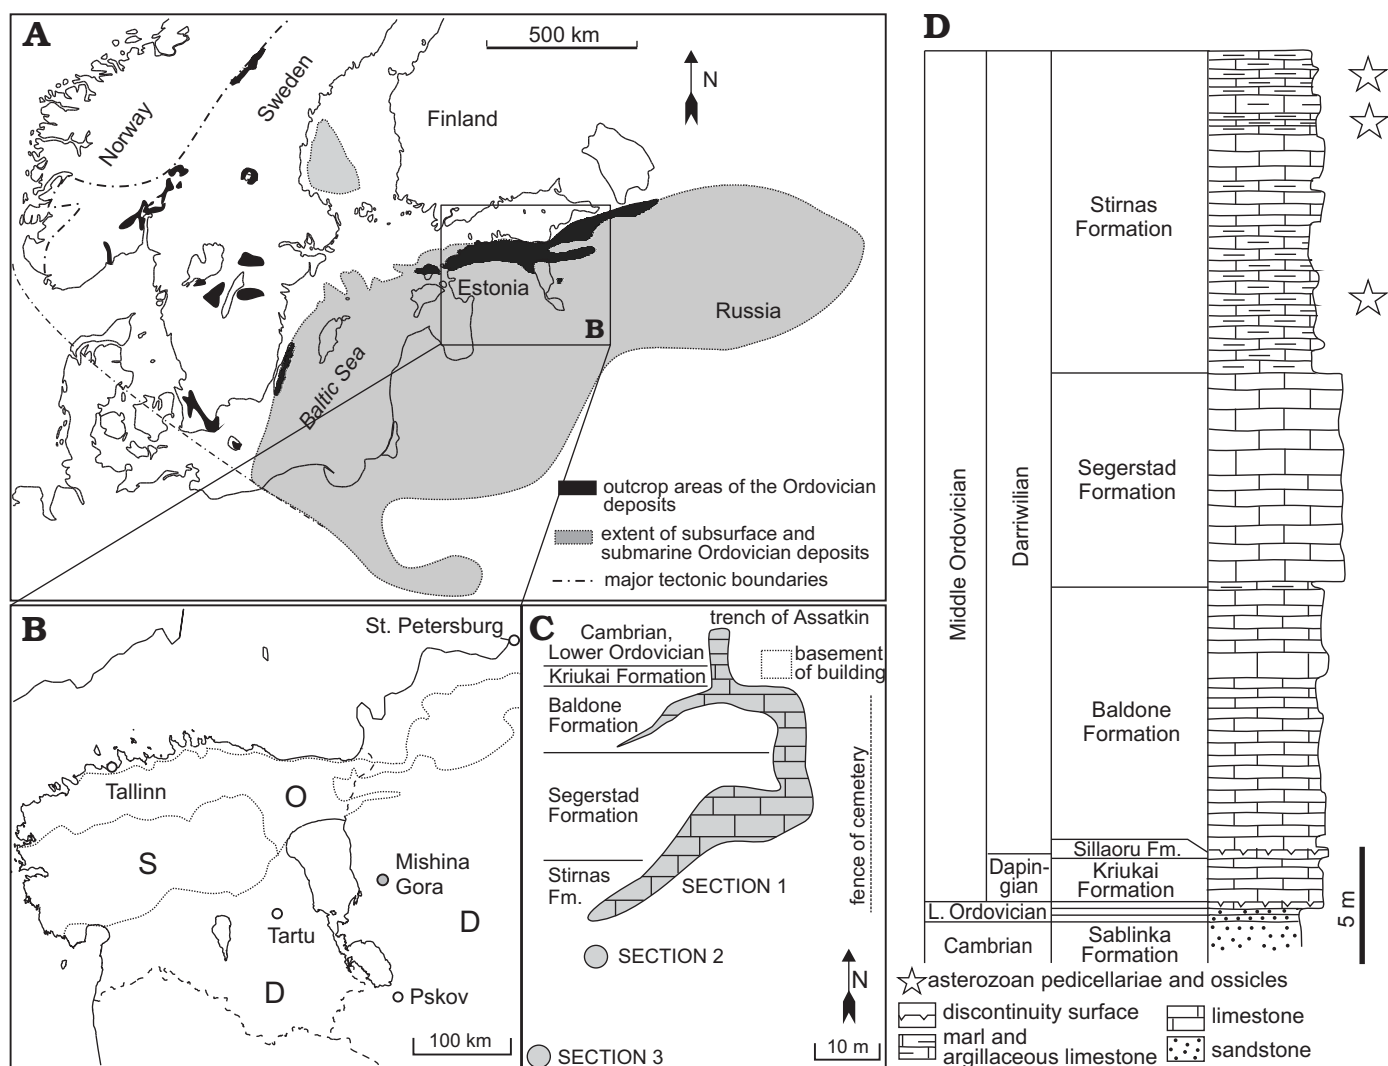 A
500 km
N
Norway
Sweden
Finland
Estonia
Russia
B
Baltic Sea
outcrop areas of the Ordovician
deposits
extent of subsurface and
submarine Ordovician deposits
major tectonic boundaries
B
St. Petersburg
Tallinn
O
S
Mishina
Gora
D
Tartu
D
Pskov
100 km
C
trench of Assatkin
Cambrian,
Lower Ordovician
Kriukai Formation
basement
of building
Baldone
Formation
Segerstad
Formation
fence of cemetery
Stirnas
Fm.
SECTION 1
SECTION 2
N
SECTION 3
10 m
D
Middle Ordovician
Darriwilian
Stirnas
Formation
Segerstad
Formation
Baldone
Formation
Sillaoru Fm.
Dapin-
gian
Kriukai
Formation
L. Ordovician
Cambrian
Sablinka
Formation
5 m
asterozoan pedicellariae and ossicles
discontinuity surface
limestone
marl and
argillaceous limestone
sandstone